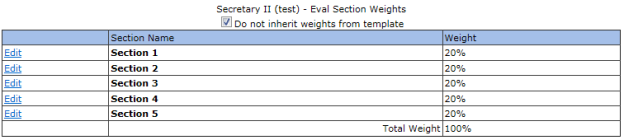 Secretary II (test) - Eval Section Weights
Do not inherit weights from template
Section Name Weight
Edit Section 1 20%
Edit Section 2 20%
Edit Section 3 20%
Edit Section 4 20%
Edit Section 5 20%
Total Weight 100%